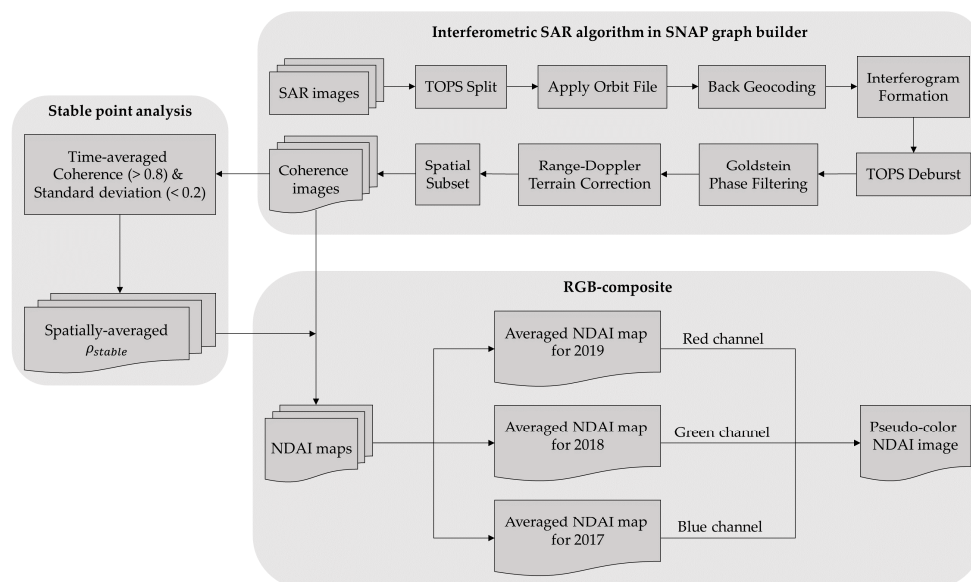 Interferometric SAR algorithm in SNAP graph builder
SAR images
TOPS Split
Apply Orbit File
Back Geocoding
Interferogram
Formation
TOPS Deburst
Goldstein
Phase Filtering
Range-Doppler
Terrain Correction
Spatial
Subset
Coherence
images
Stable point analysis
Time-averaged
Coherence (> 0.8) &
Standard deviation (< 0.2)
Spatially-averaged
ρstable
RGB-composite
NDAI maps
Averaged NDAI map
for 2019
Red channel
Averaged NDAI map
for 2018
Green channel
Averaged NDAI map
for 2017
Blue channel
Pseudo-color
NDAI image